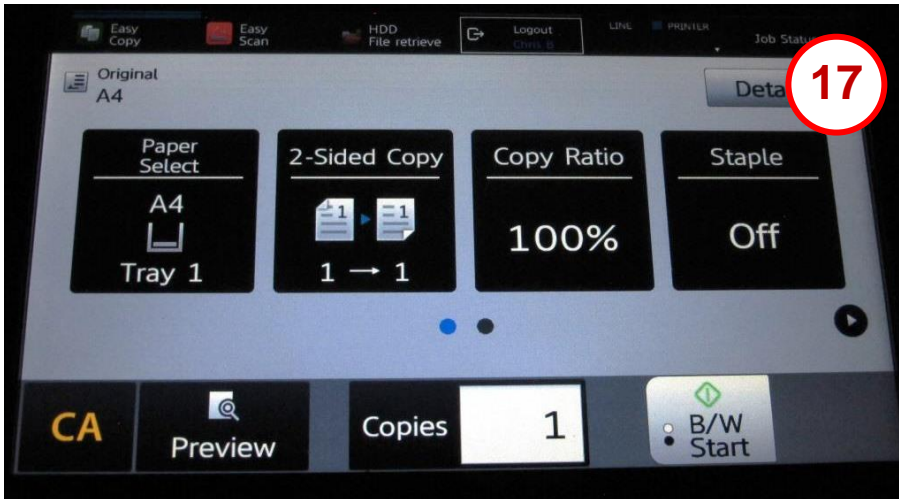 Easy
Copy
Easy
Scan
HDD
File retrieve
Logout
Chris B
LINE
PRINTER
Job Status
Original
A4
Deta
17
Paper
Select
A4
Tray 1
2-Sided Copy
1
1
1 → 1
Copy Ratio
100%
Staple
Off
CA
Preview
Copies
1
B/W
Start